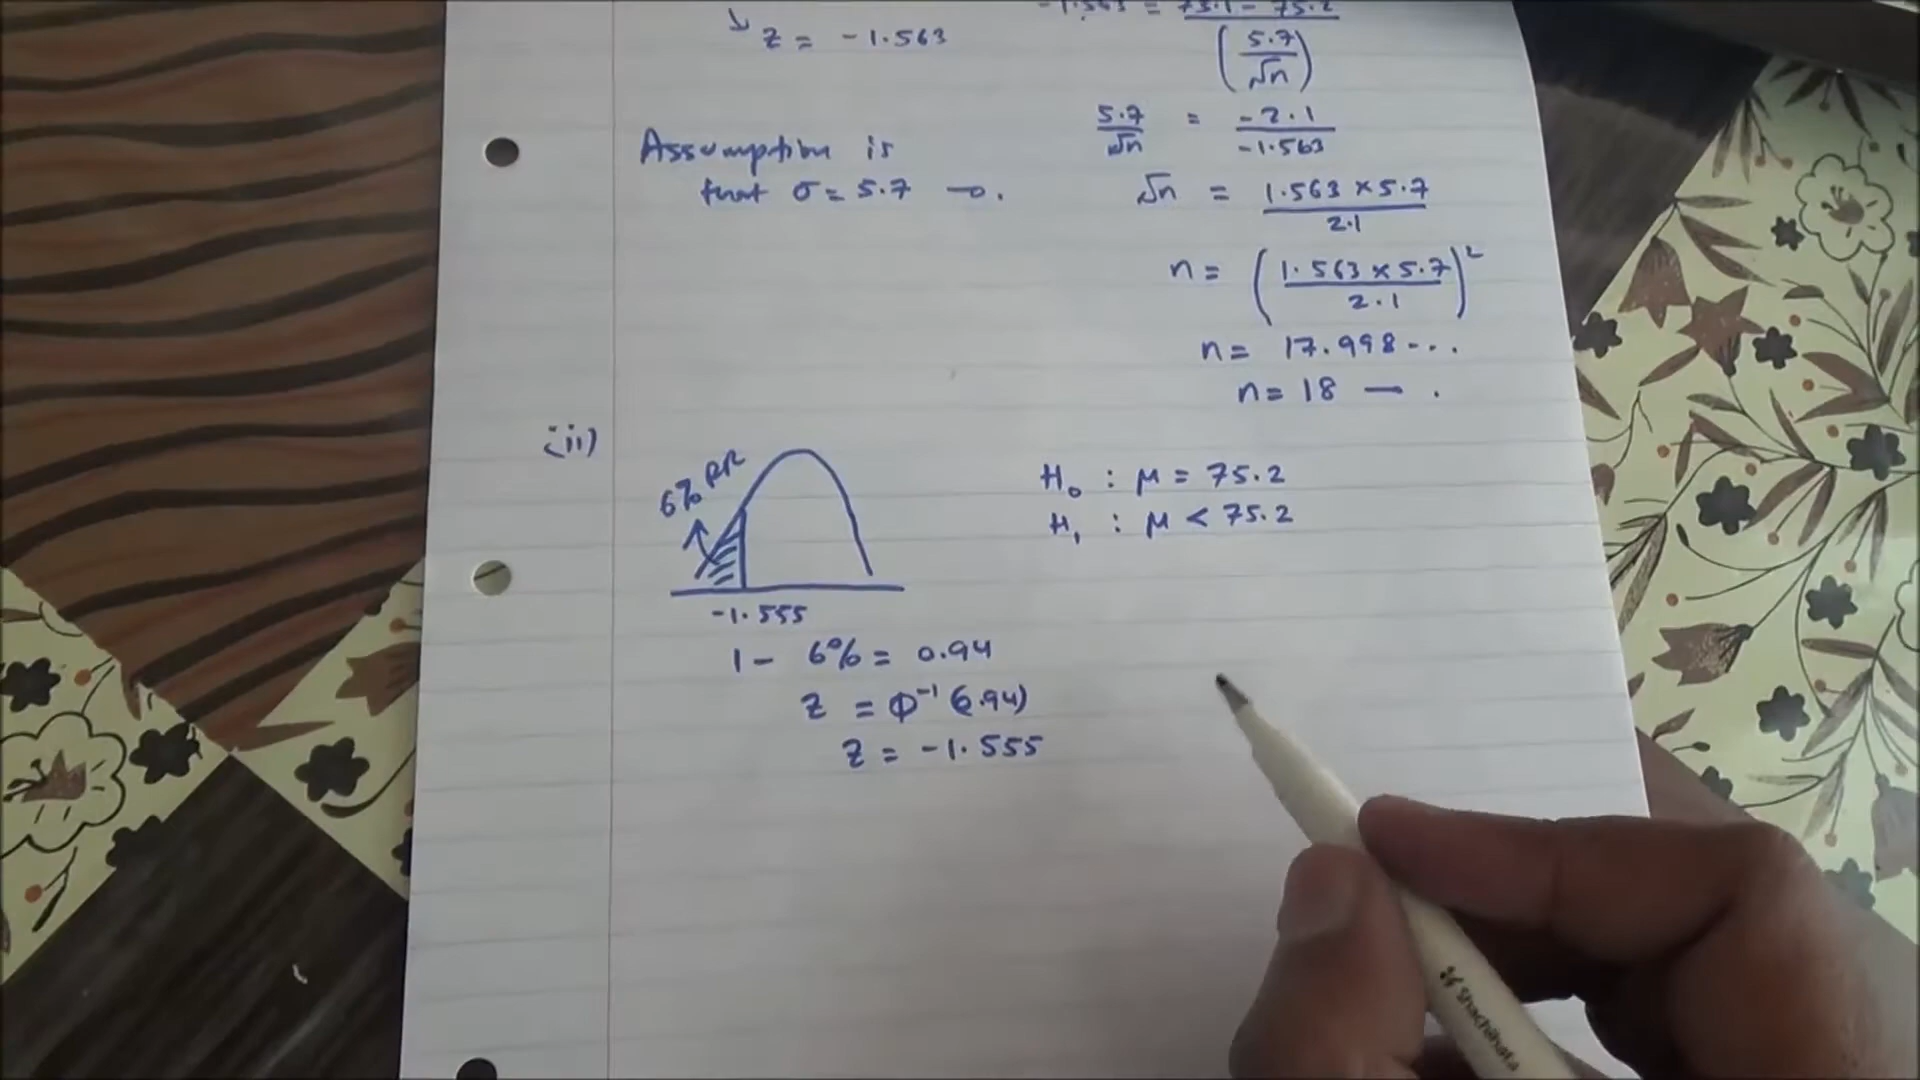 z = -1.563
-1.563 = 73.1 - 75.2
(5.7 / √n)
Assumption is
that σ = 5.7
5.7 / √n = -2.1 / -1.563
√n = 1.563 × 5.7 / 2.1
n = (1.563 × 5.7 / 2.1)²
n = 17.998...
n = 18
(ii)
6% RR
-1.555
H₀ : μ = 75.2
H₁ : μ < 75.2
1 - 6% = 0.94
z = Φ⁻¹(0.94)
z = -1.555
Shachihata